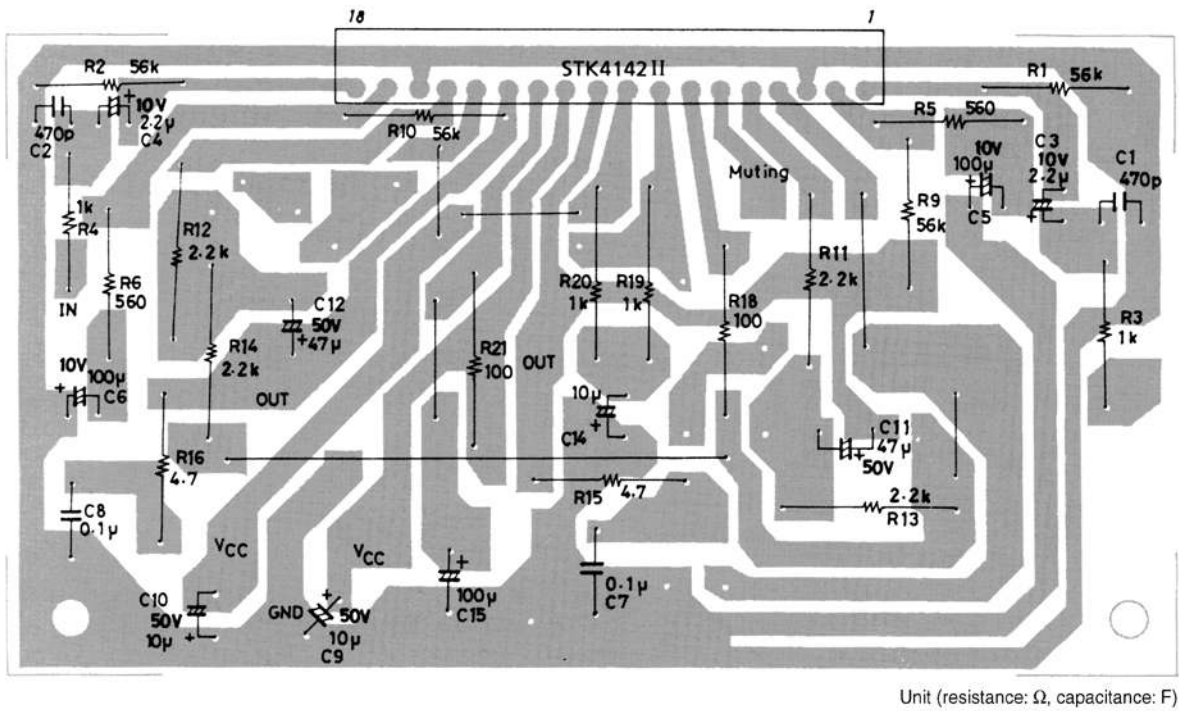 18
1
STK4142 II
R2
56k
470p
C2
10V
2.2μ
C4
R10
56k
R5
560
R1
56k
10V
100μ
C5
C3
10V
2.2μ
C1
470p
Muting
1k
R4
R12
2.2k
R9
56k
R11
2.2k
R6
560
IN
C12
50V
47μ
R20
1k
R19
1k
R18
100
R3
1k
R14
2.2k
R21
100
OUT
10V
100μ
C6
OUT
10μ
C14
C11
47μ
50V
R16
4.7
R15
4.7
2.2k
R13
C8
0.1μ
VCC
VCC
0.1μ
C7
100μ
C15
C10
50V
10μ
GND
50V
10μ
C9
Unit (resistance: Ω, capacitance: F)